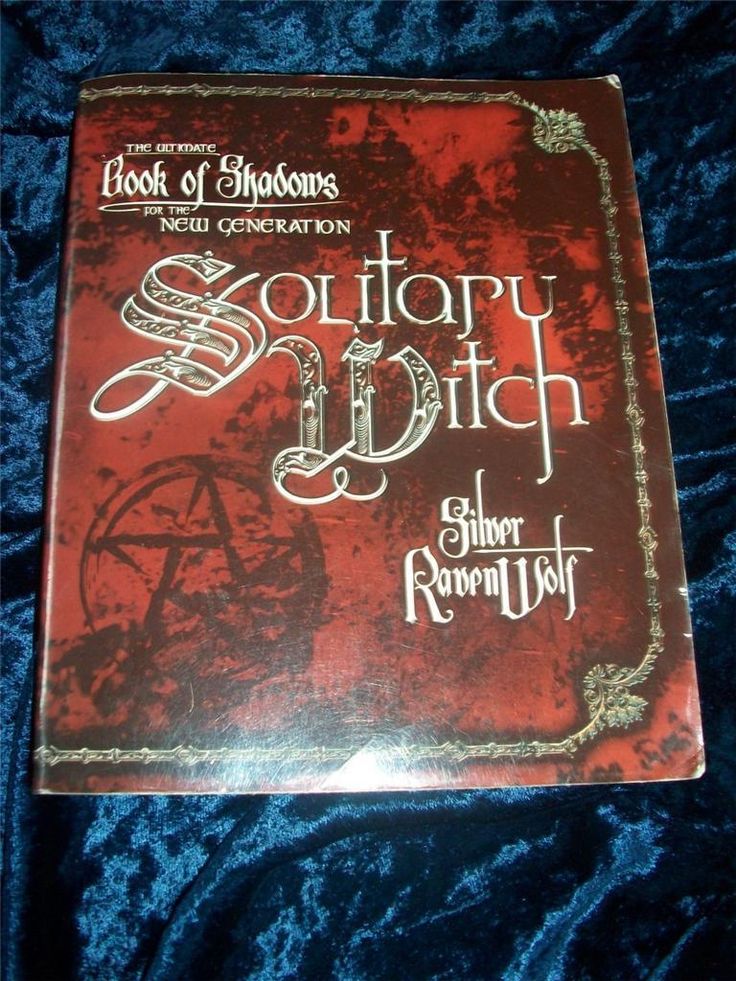 THE ULTIMATE
Book of Shadows
FOR THE
NEW GENERATION
Solitary
Witch
Silver
RavenWolf